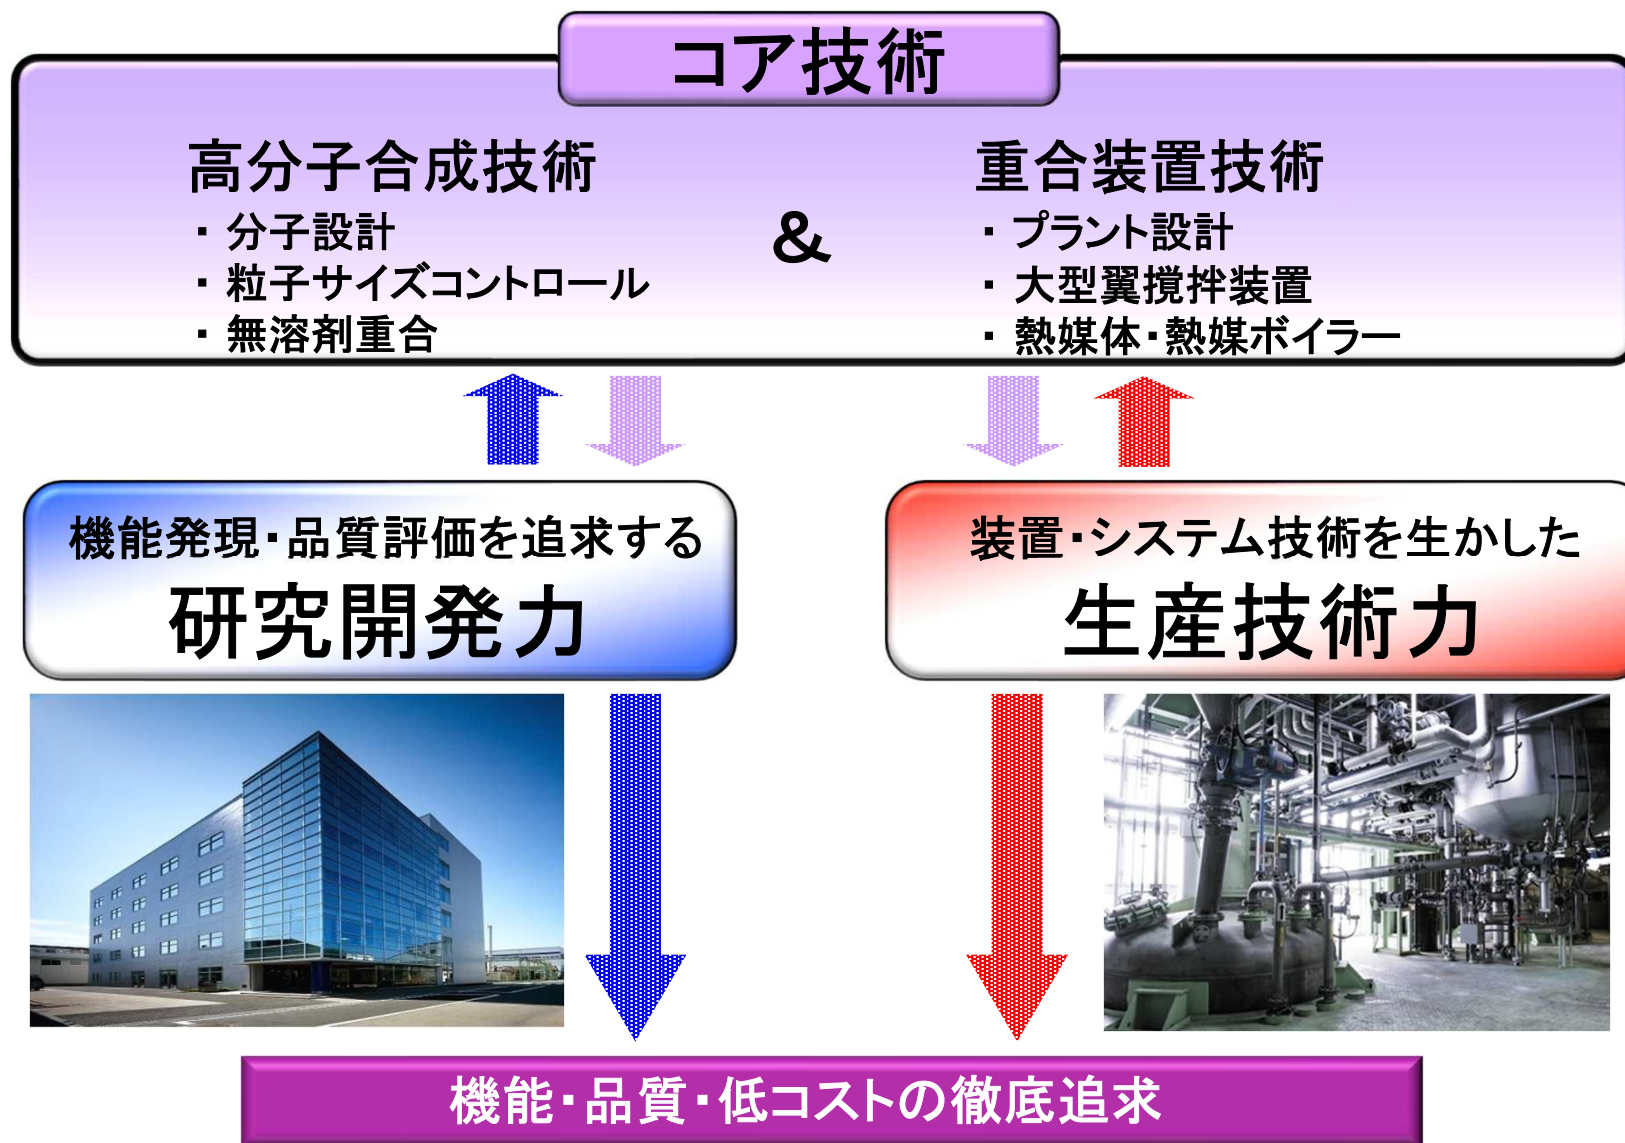 コア技術
高分子合成技術
・分子設計
・粒子サイズコントロール
・無溶剤重合
&
重合装置技術
・プラント設計
・大型翼撹拌装置
・熱媒体・熱媒ボイラー
機能発現・品質評価を追求する
研究開発力
装置・システム技術を生かした
生産技術力
機能・品質・低コストの徹底追求